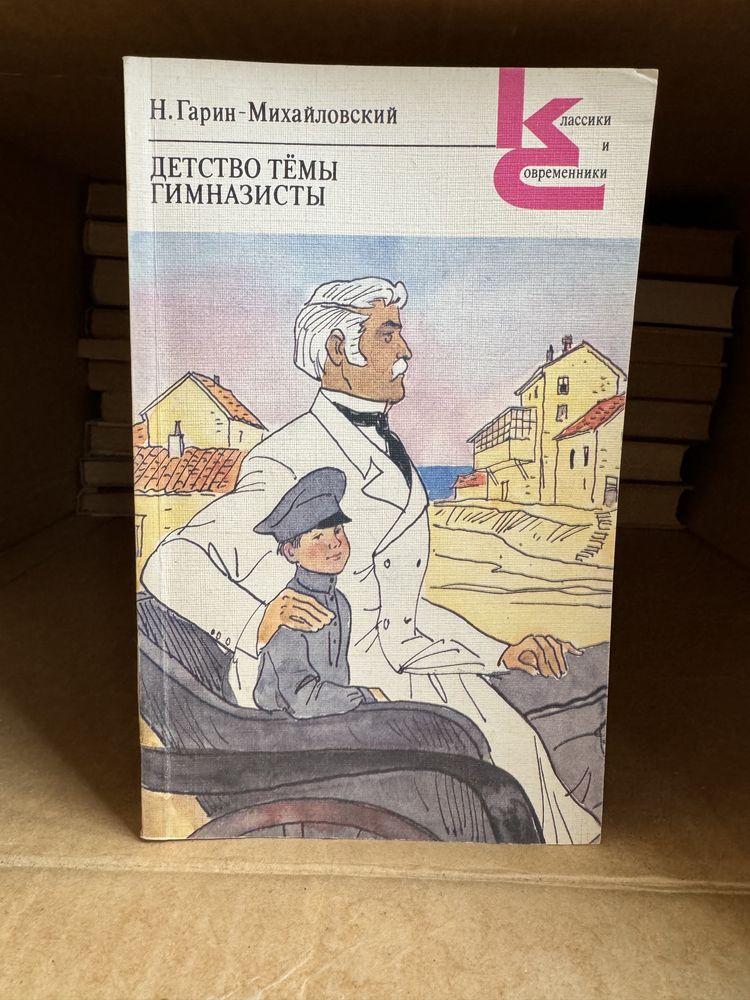 Н. Гарин-Михайловский
ДЕТСТВО ТЁМЫ
ГИМНАЗИСТЫ
Классики
и
Современники